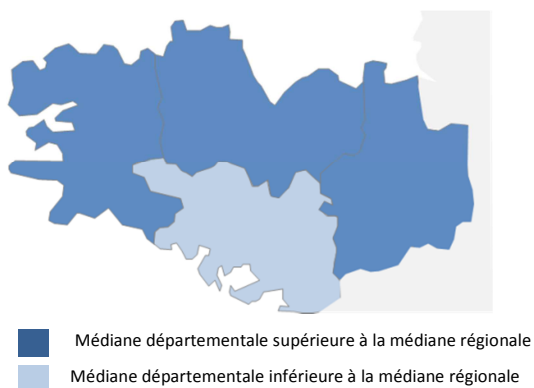 Médiane départementale supérieure à la médiane régionale
Médiane départementale inférieure à la médiane régionale